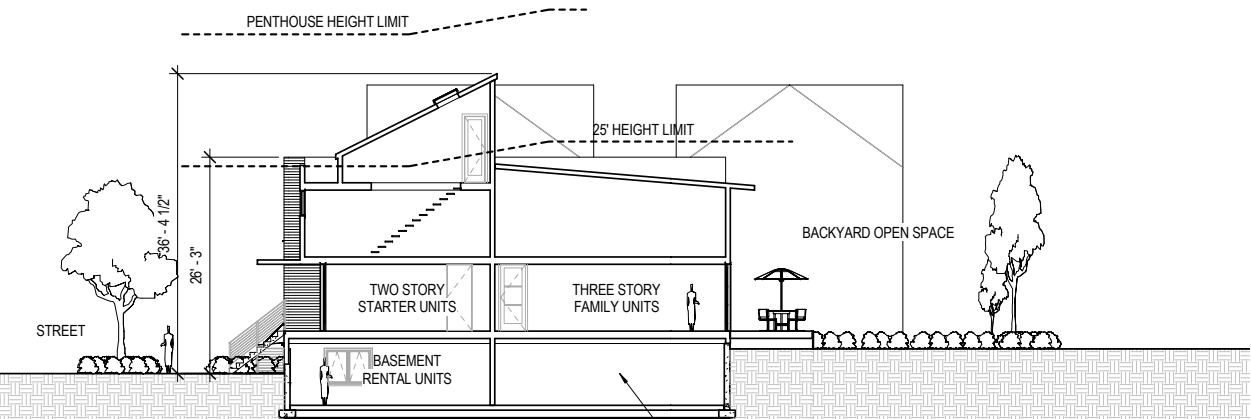 PENTHOUSE HEIGHT LIMIT
25' HEIGHT LIMIT
36' - 4 1/2"
26' - 3"
BACKYARD OPEN SPACE
TWO STORY
STARTER UNITS
THREE STORY
FAMILY UNITS
STREET
BASEMENT
RENTAL UNITS